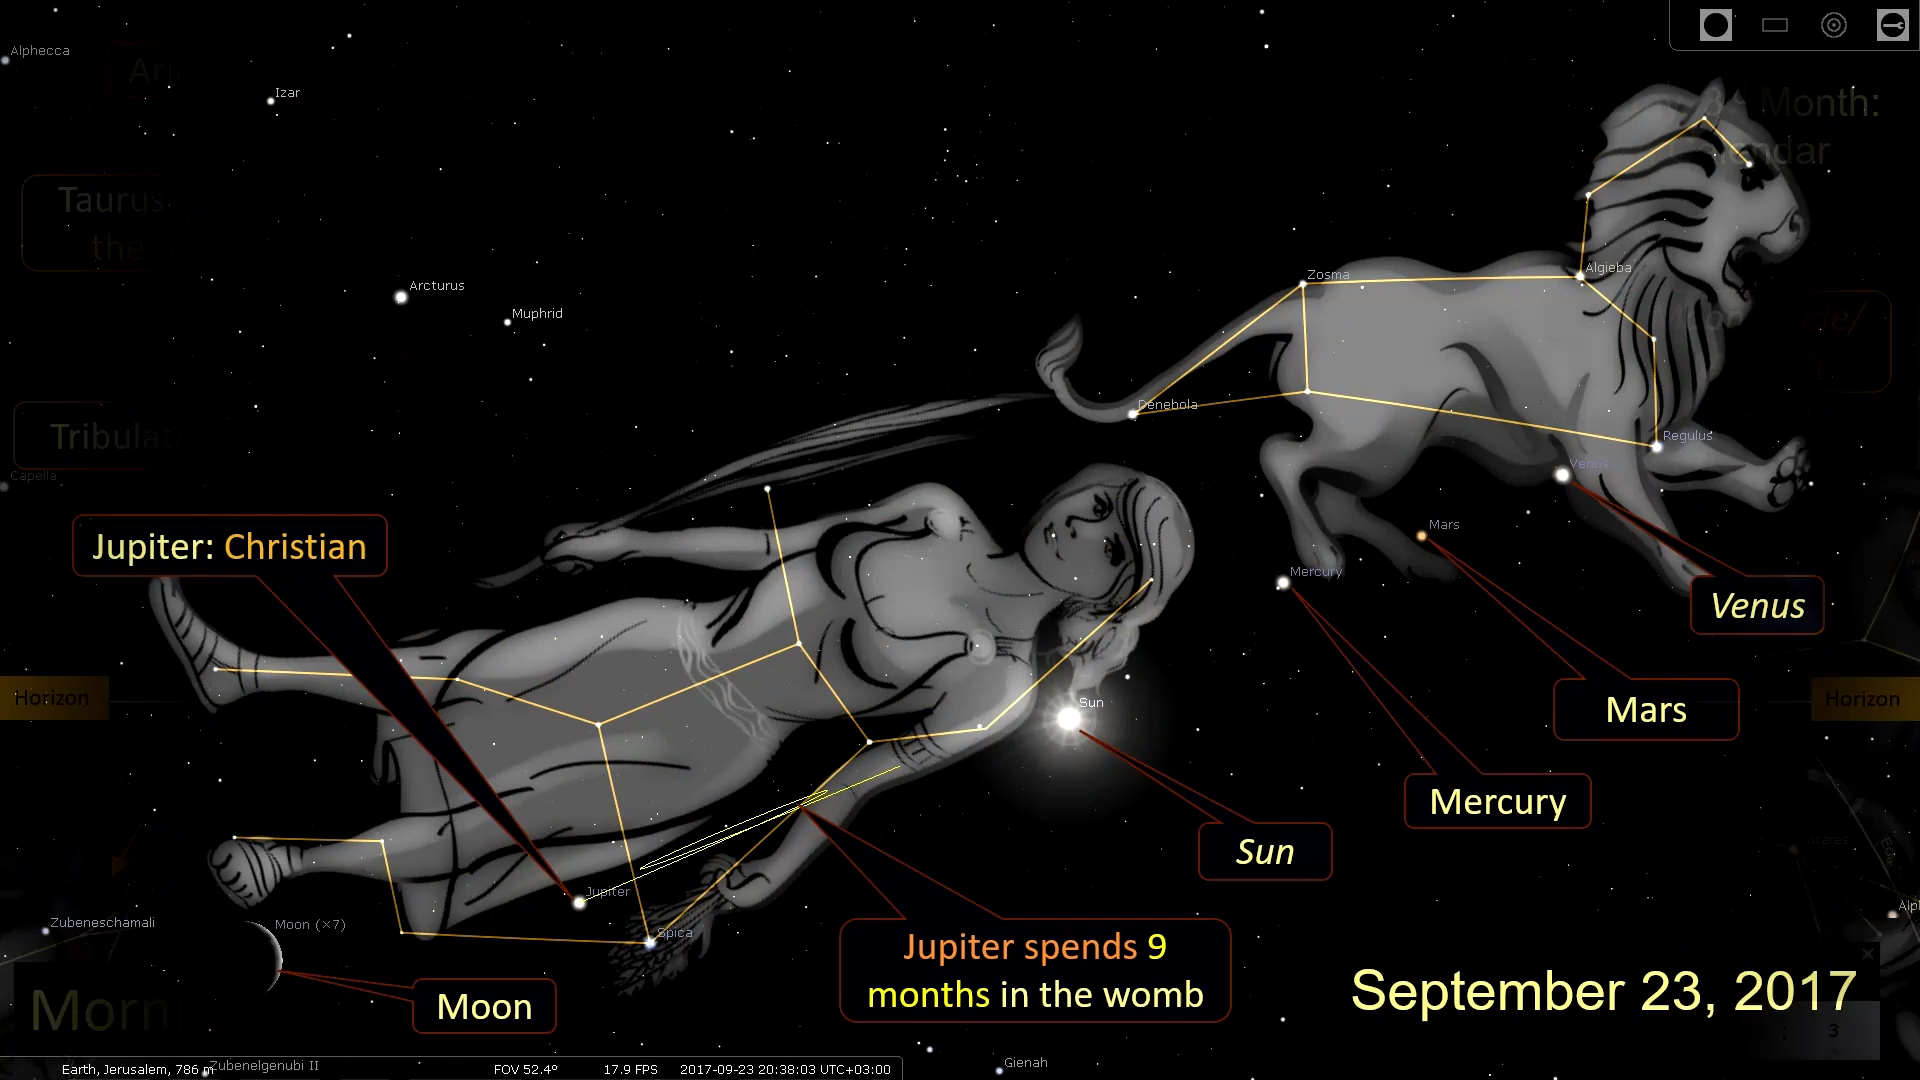 Alphecca
Izar
Month:
Taurus
the
Arcturus
Muphrid
Zosma
Algieba
Denebola
Regulus
Capella
Venus
Mars
Mercury
Jupiter: Christian
Venus
Horizon
Horizon
Sun
Mars
Mercury
Sun
Jupiter
Spica
Zubeneschamali
Moon (×7)
Moon
Jupiter spends 9
months in the womb
September 23, 2017
3
Zubenelgenubi II
Gienah
Earth, Jerusalem, 786 m
FOV 52.4°
17.9 FPS
2017-09-23 20:38:03 UTC+03:00